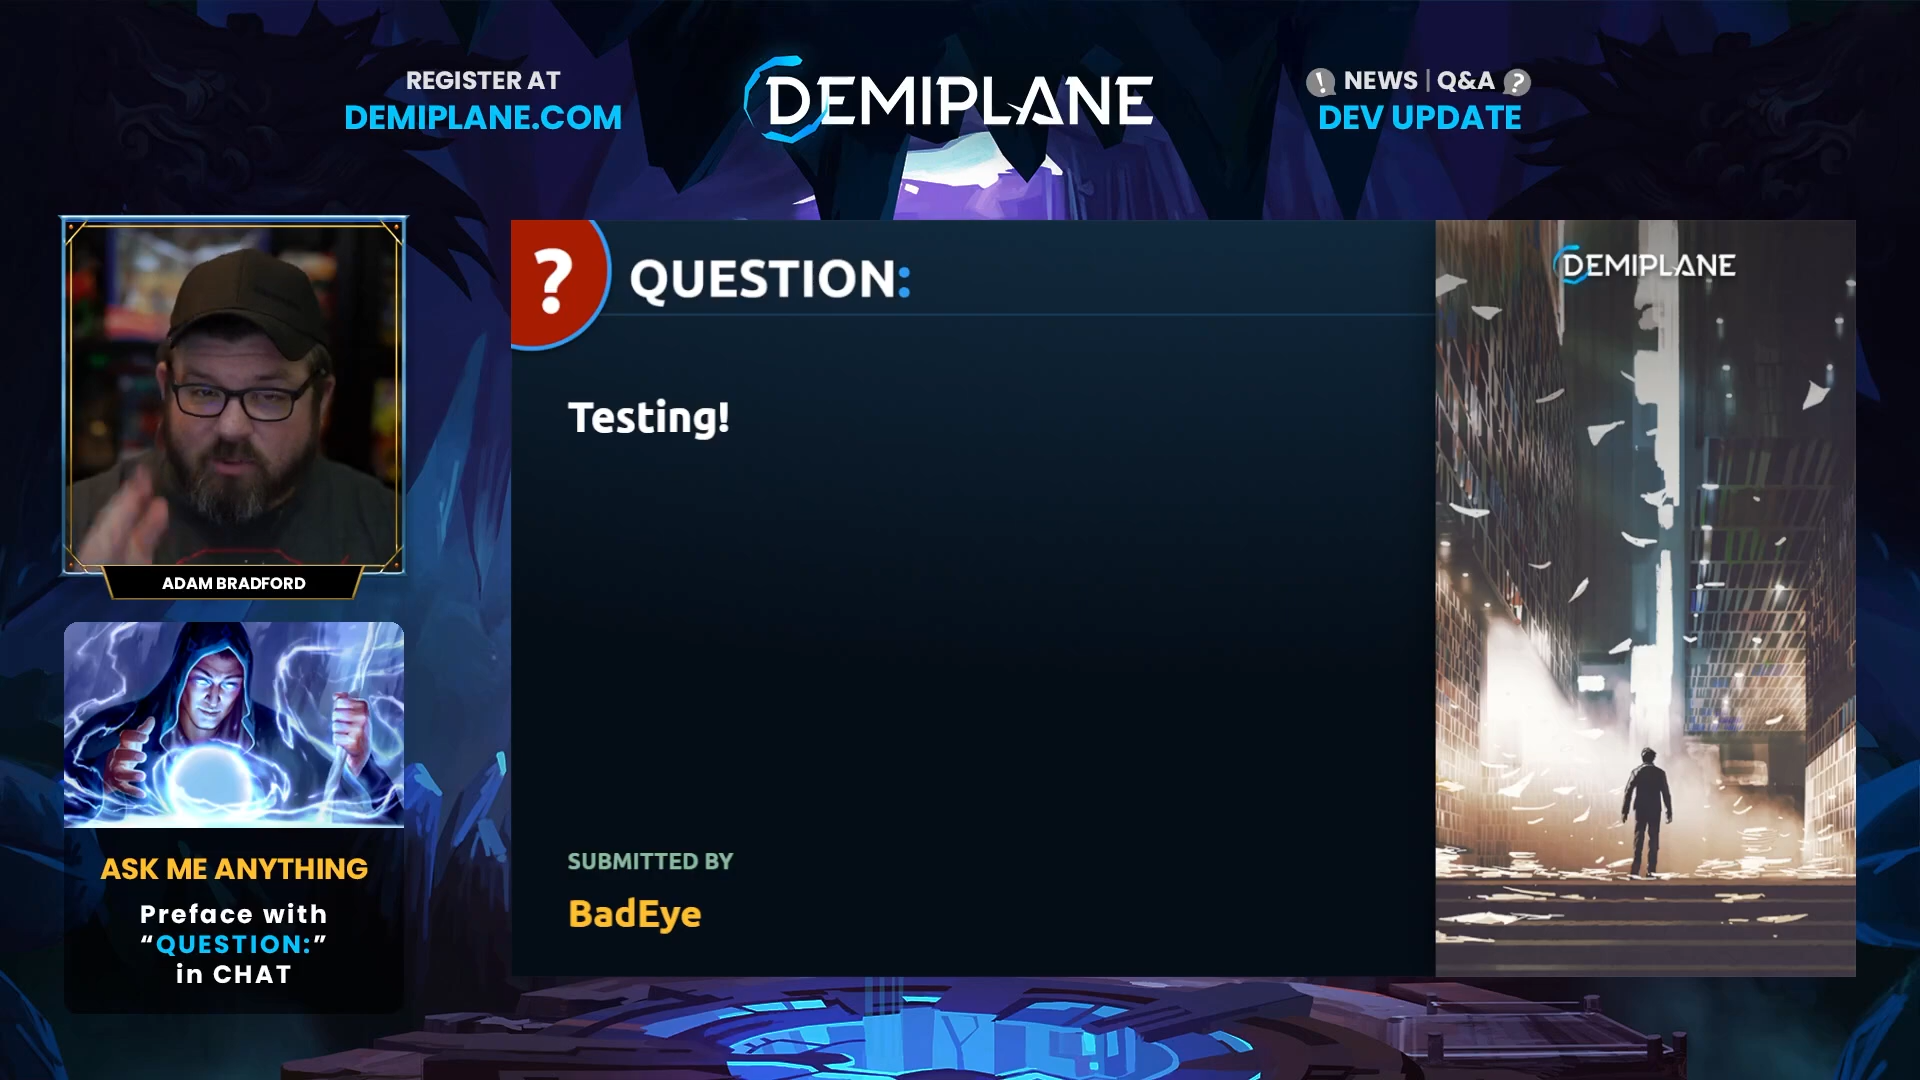 REGISTER AT
DEMIPLANE.COM
DEMIPLANE
! NEWS | Q&A ?
DEV UPDATE
? QUESTION:
Testing!
SUBMITTED BY
BadEye
DEMIPLANE
ADAM BRADFORD
ASK ME ANYTHING
Preface with
“QUESTION:”
in CHAT